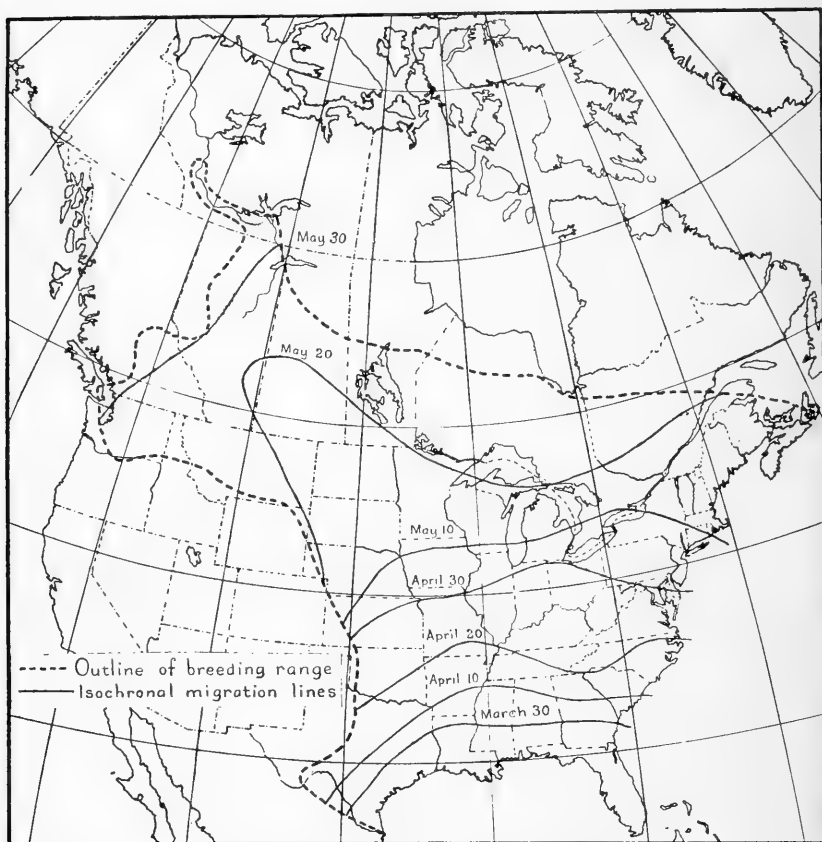 May 30
May 20
May 10
April 30
April 20
April 10
March 30
Outline of breeding range
Isochronal migration lines